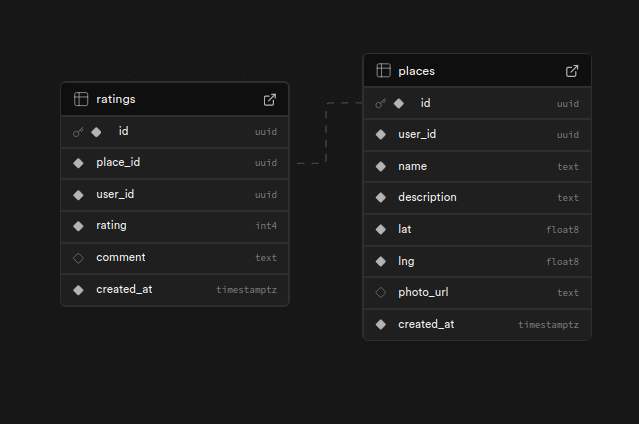 ratings
id uuid
place_id uuid
user_id uuid
rating int4
comment text
created_at timestamptz
places
id uuid
user_id uuid
name text
description text
lat float8
lng float8
photo_url text
created_at timestamptz